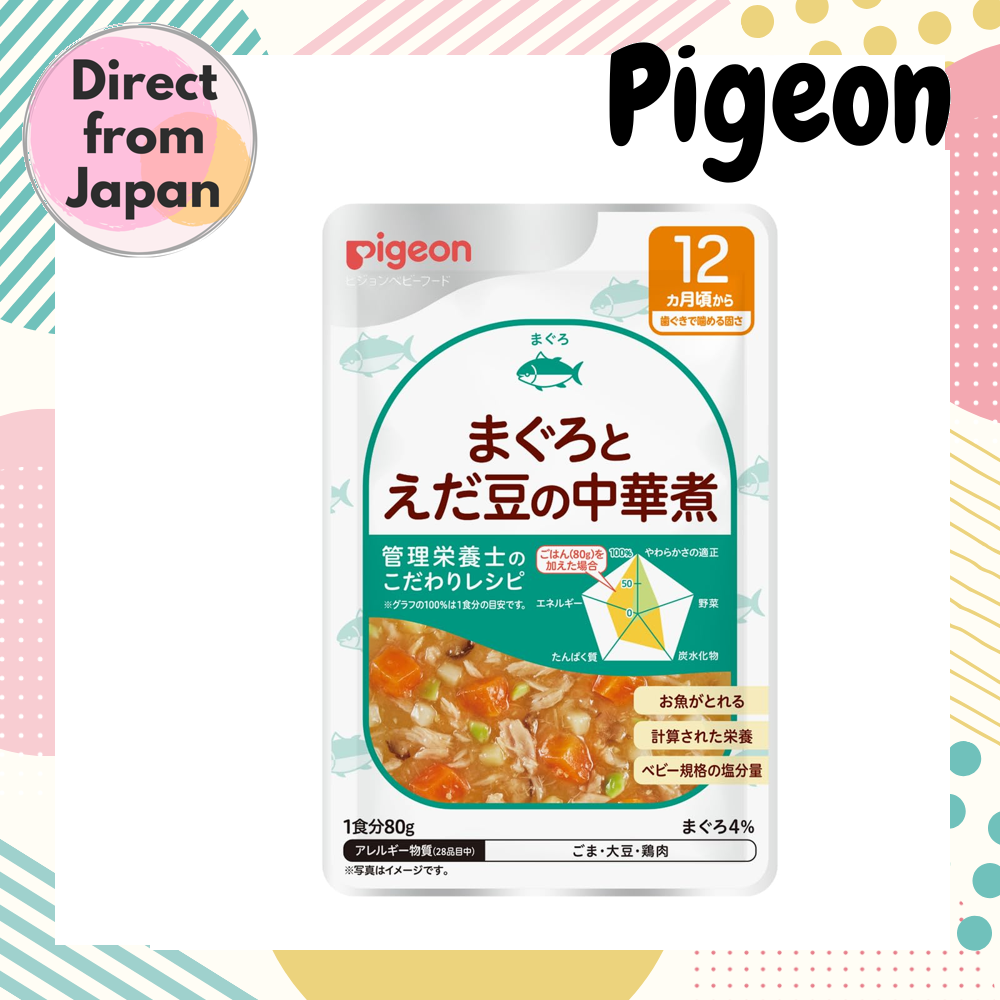 Direct
from
Japan
Pigeon
Pigeon
ピジョンベビーフード
12
ヵ月頃から
歯ぐきで噛める固さ
まぐろ
まぐろと
えだ豆の中華煮
管理栄養士の
こだわりレシピ
※グラフの100%は1食分の目安です。
ごはん(80g)を
加えた場合
100%
50
0
やわらかさの適正
野菜
炭水化物
たんぱく質
エネルギー
お魚がとれる
計算された栄養
ベビー規格の塩分量
1食分80g
まぐろ4%
アレルギー物質(28品目中)
ごま・大豆・鶏肉
※写真はイメージです。